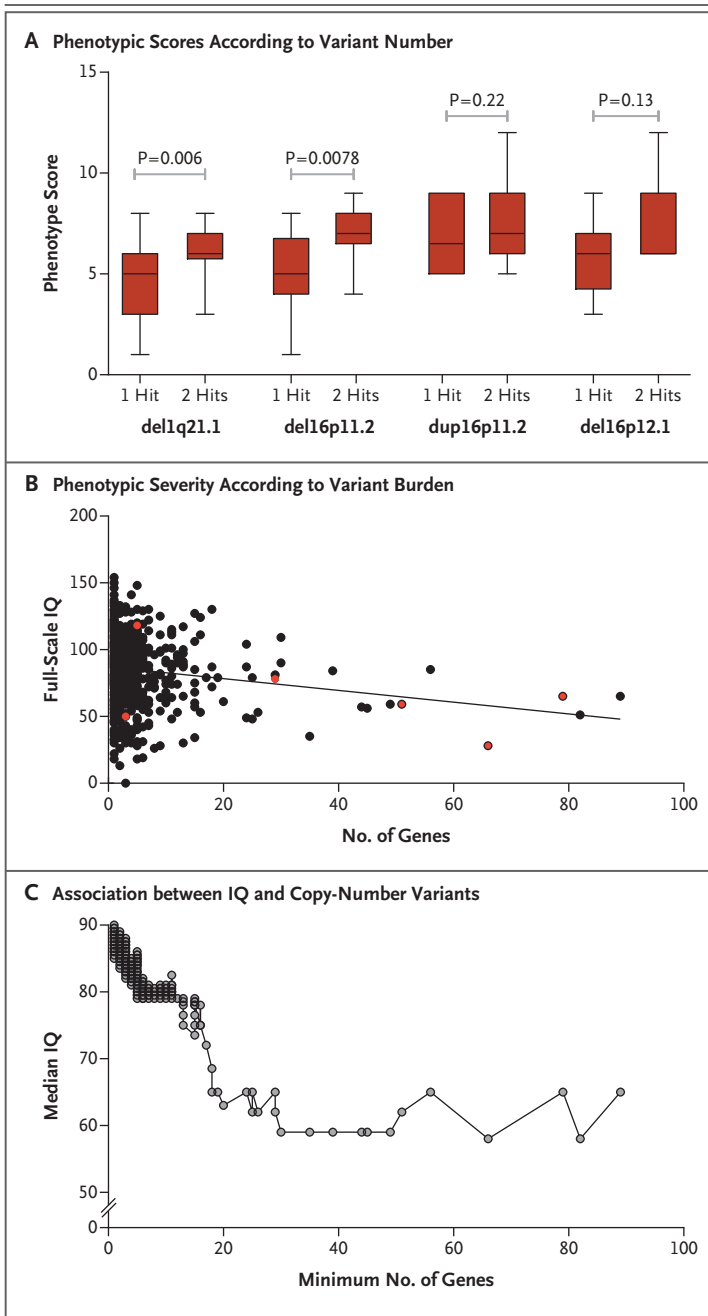 A Phenotypic Scores According to Variant Number
15
10
5
0
Phenotype Score
P=0.006
P=0.0078
P=0.22
P=0.13
1 Hit 2 Hits 1 Hit 2 Hits 1 Hit 2 Hits 1 Hit 2 Hits
del1q21.1 del16p11.2 dup16p11.2 del16p12.1
B Phenotypic Severity According to Variant Burden
200
150
100
50
0
Full-Scale IQ
0 20 40 60 80 100
No. of Genes
C Association between IQ and Copy-Number Variants
90
80
70
60
50
0
Median IQ
0 20 40 60 80 100
Minimum No. of Genes